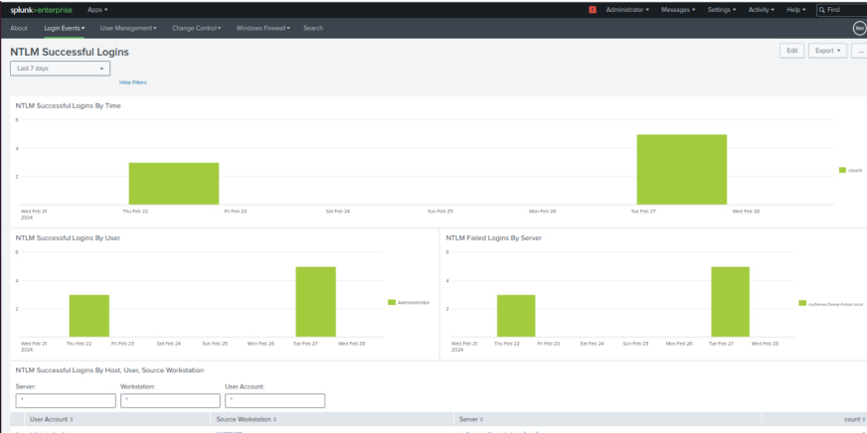 splunk>enterprise Apps
Administrator Messages Settings Activity Help Find
About Login Events User Management Change Control Windows Firewall Search
NTLM Successful Logins
Edit Export ...
Last 7 days
Hide Filters
NTLM Successful Logins By Time
6
4
2
count
Wed Feb 21 Thu Feb 22 Fri Feb 23 Sat Feb 24 Sun Feb 25 Mon Feb 26 Tue Feb 27 Wed Feb 28
2024
NTLM Successful Logins By User
6
4
2
Administrator
Wed Feb 21 Thu Feb 22 Fri Feb 23 Sat Feb 24 Sun Feb 25 Mon Feb 26 Tue Feb 27 Wed Feb 28
2024
NTLM Failed Logins By Server
6
4
2
Wed Feb 21 Thu Feb 22 Fri Feb 23 Sat Feb 24 Sun Feb 25 Mon Feb 26 Tue Feb 27 Wed Feb 28
2024
NTLM Successful Logins By Host, User, Source Workstation
Server: Workstation: User Account:
* * *
User Account Source Workstation Server count